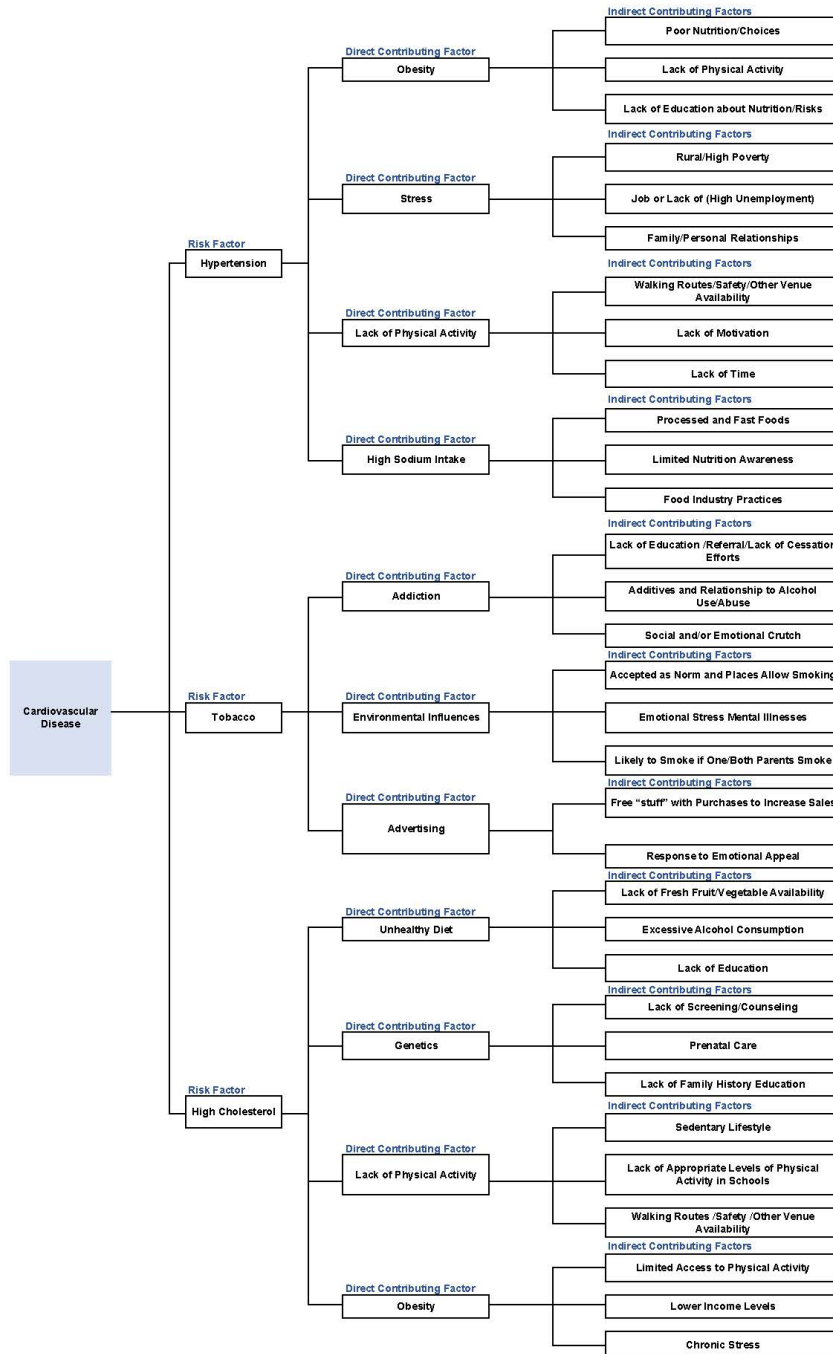 Indirect Contributing Factors
Poor Nutrition/Choices
Direct Contributing Factor
Obesity
Lack of Physical Activity
Lack of Education about Nutrition/Risks
Indirect Contributing Factors
Rural/High Poverty
Direct Contributing Factor
Stress
Job or Lack of (High Unemployment)
Family/Personal Relationships
Risk Factor
Hypertension
Indirect Contributing Factors
Walking Routes/Safety/Other Venue
Availability
Direct Contributing Factor
Lack of Physical Activity
Lack of Motivation
Lack of Time
Indirect Contributing Factors
Processed and Fast Foods
Direct Contributing Factor
High Sodium Intake
Limited Nutrition Awareness
Food Industry Practices
Indirect Contributing Factors
Lack of Education /Referral/Lack of Cessation
Efforts
Direct Contributing Factor
Addiction
Additives and Relationship to Alcohol
Use/Abuse
Social and/or Emotional Crutch
Indirect Contributing Factors
Accepted as Norm and Places Allow Smoking
Cardiovascular
Disease
Risk Factor
Tobacco
Direct Contributing Factor
Environmental Influences
Emotional Stress Mental Illnesses
Likely to Smoke if One/Both Parents Smoke
Indirect Contributing Factors
Free “stuff” with Purchases to Increase Sales
Direct Contributing Factor
Advertising
Response to Emotional Appeal
Indirect Contributing Factors
Lack of Fresh Fruit/Vegetable Availability
Direct Contributing Factor
Unhealthy Diet
Excessive Alcohol Consumption
Lack of Education
Indirect Contributing Factors
Lack of Screening/Counseling
Direct Contributing Factor
Genetics
Prenatal Care
Lack of Family History Education
Risk Factor
High Cholesterol
Indirect Contributing Factors
Sedentary Lifestyle
Direct Contributing Factor
Lack of Physical Activity
Lack of Appropriate Levels of Physical
Activity in Schools
Walking Routes /Safety /Other Venue
Availability
Indirect Contributing Factors
Limited Access to Physical Activity
Direct Contributing Factor
Obesity
Lower Income Levels
Chronic Stress